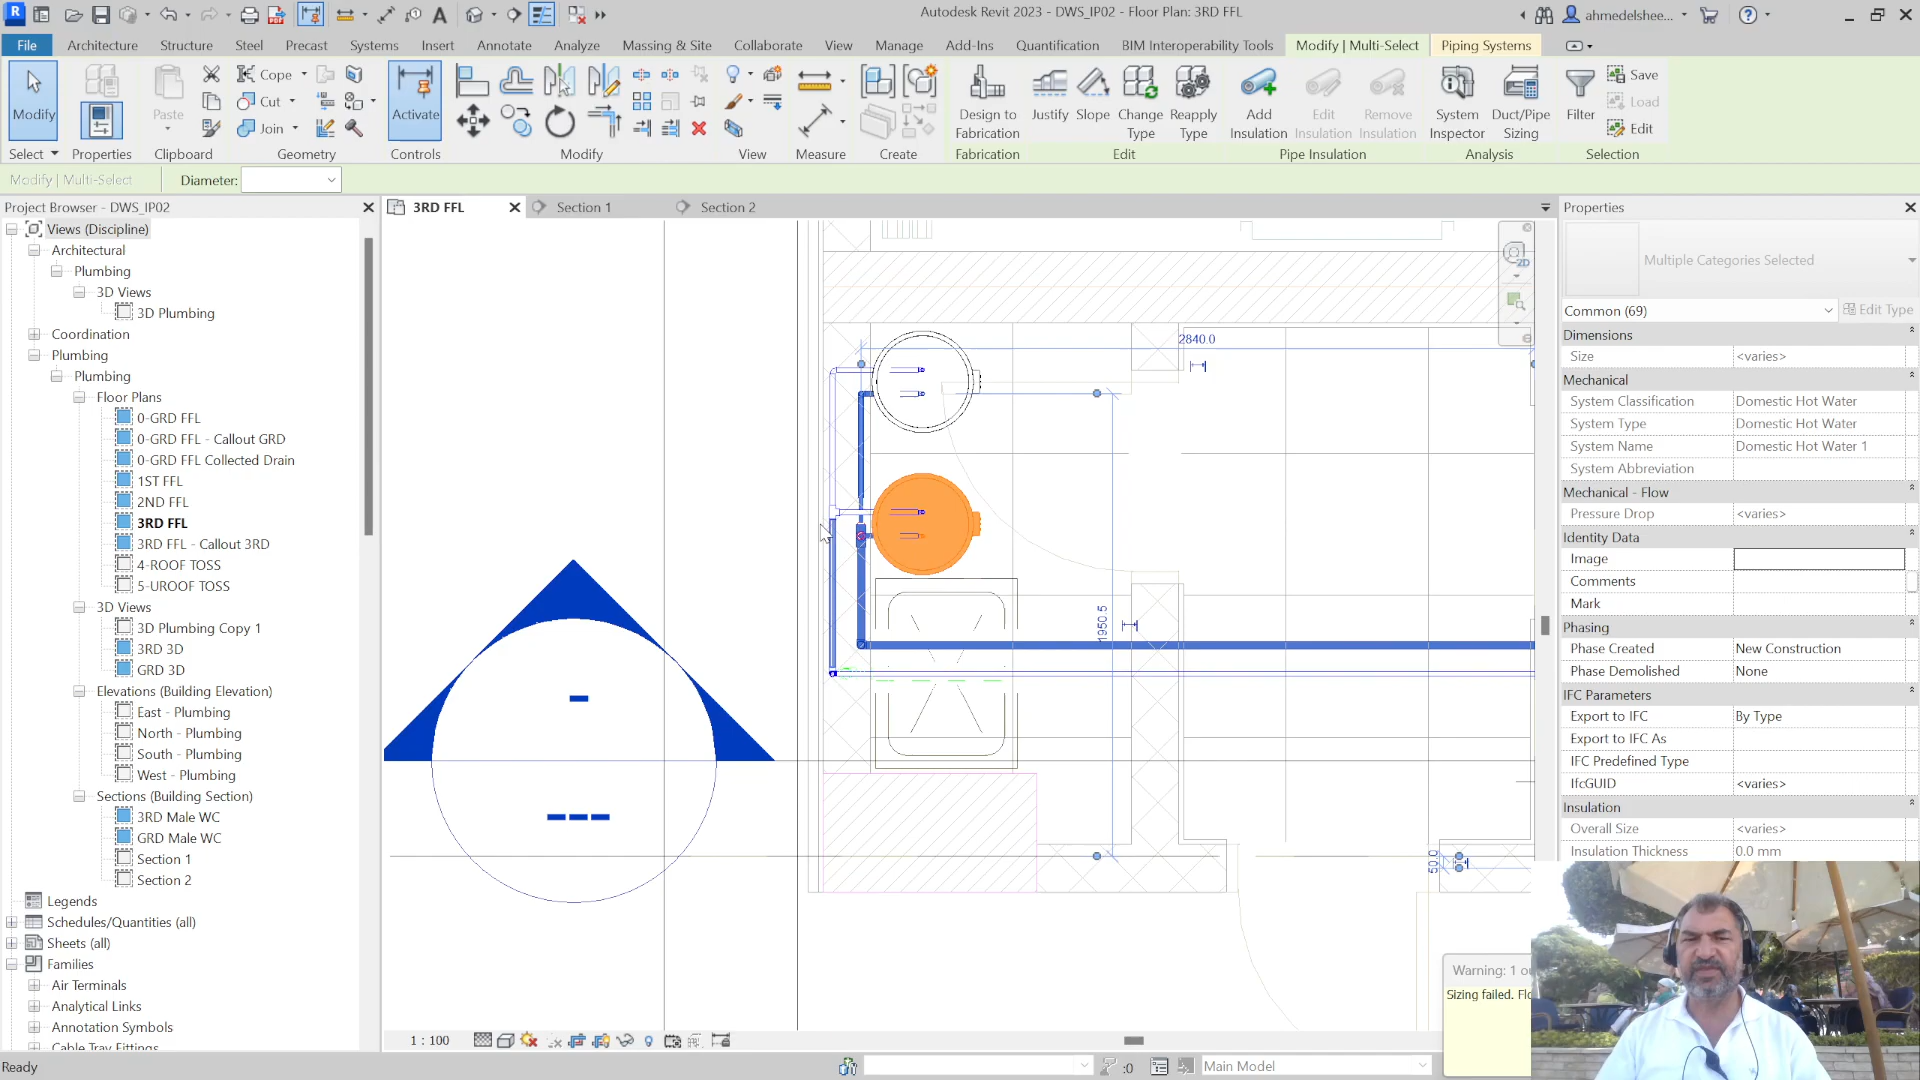 Autodesk Revit 2023 - DWS_IP02 - Floor Plan: 3RD FFL
ahmedelshee...
File Architecture Structure Steel Precast Systems Insert Annotate Analyze Massing & Site Collaborate View Manage Add-Ins Quantification BIM Interoperability Tools Modify | Multi-Select Piping Systems
Modify
Paste
Cope
Cut
Join
Activate
Design to Fabrication
Justify
Slope
Change Type
Reapply Type
Add Insulation
Edit Insulation
Remove Insulation
System Inspector
Duct/Pipe Sizing
Filter
Save
Load
Edit
Select Properties Clipboard Geometry Controls Modify View Measure Create Fabrication Edit Pipe Insulation Analysis Selection
Modify | Multi-Select Diameter:
Project Browser - DWS_IP02
Views (Discipline)
Architectural
Plumbing
3D Views
3D Plumbing
Coordination
Plumbing
Plumbing
Floor Plans
0-GRD FFL
0-GRD FFL - Callout GRD
0-GRD FFL Collected Drain
1ST FFL
2ND FFL
3RD FFL
3RD FFL - Callout 3RD
4-ROOF TOSS
5-UROOF TOSS
3D Views
3D Plumbing Copy 1
3RD 3D
GRD 3D
Elevations (Building Elevation)
East - Plumbing
North - Plumbing
South - Plumbing
West - Plumbing
Sections (Building Section)
3RD Male WC
GRD Male WC
Section 1
Section 2
Legends
Schedules/Quantities (all)
Sheets (all)
Families
Air Terminals
Analytical Links
Annotation Symbols
Cable Tray Fittings
3RD FFL
Section 1
Section 2
2D
2840.0
1950.5
50.0
Properties
Multiple Categories Selected
Common (69) Edit Type
Dimensions
Size <varies>
Mechanical
System Classification Domestic Hot Water
System Type Domestic Hot Water
System Name Domestic Hot Water 1
System Abbreviation
Mechanical - Flow
Pressure Drop <varies>
Identity Data
Image
Comments
Mark
Phasing
Phase Created New Construction
Phase Demolished None
IFC Parameters
Export to IFC By Type
Export to IFC As
IFC Predefined Type
IfcGUID <varies>
Insulation
Overall Size <varies>
Insulation Thickness 0.0 mm
Warning: 1 ou
Sizing failed. Flo
1 : 100
Ready
:0
Main Model